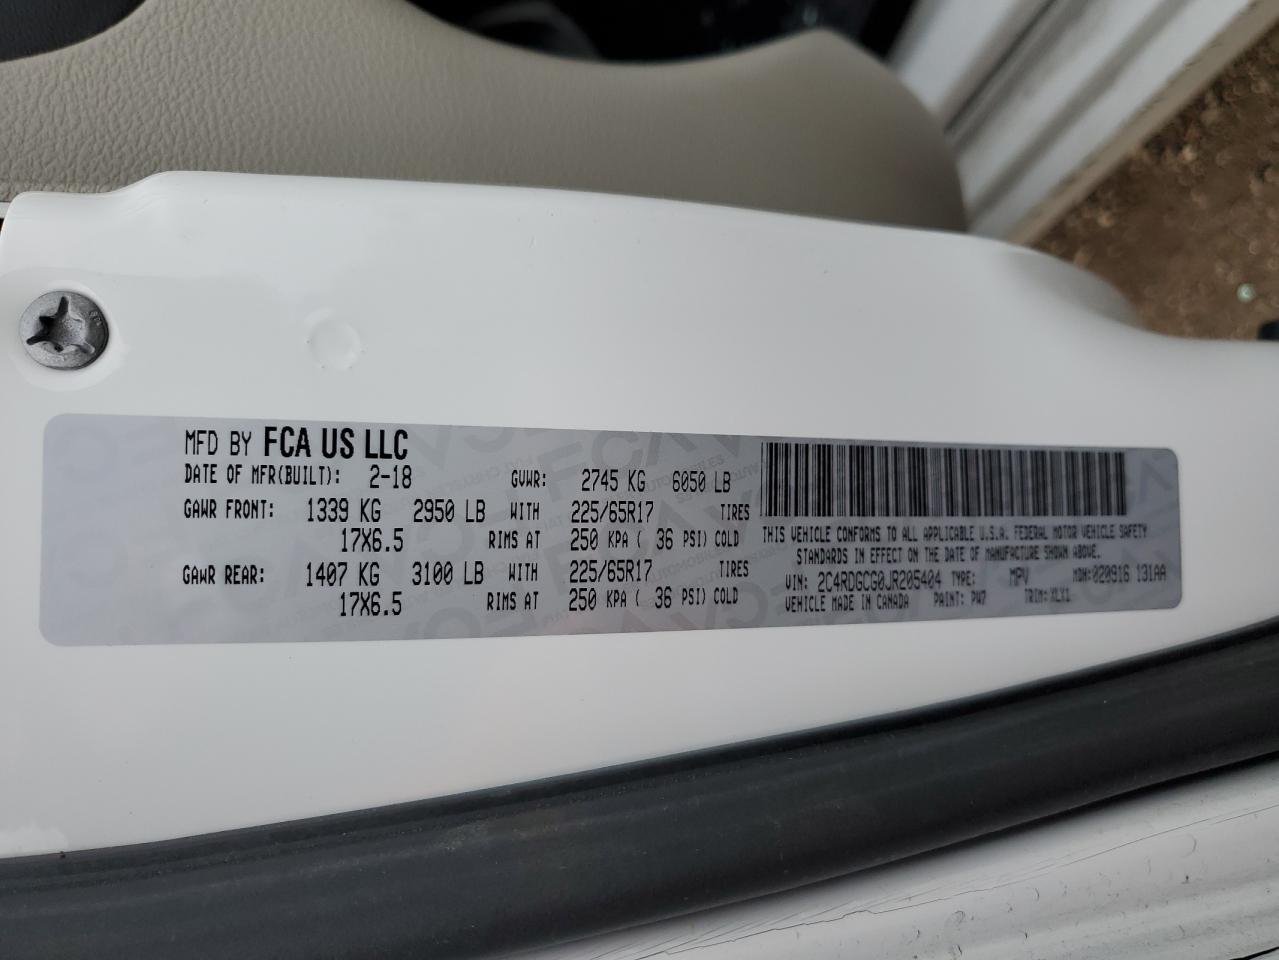 MFD BY FCA US LLC
DATE OF MFR(BUILT): 2-18 GVWR: 2745 KG 6050 LB
GAWR FRONT: 1339 KG 2950 LB WITH 225/65R17 TIRES
17X6.5 RIMS AT 250 KPA ( 36 PSI) COLD
GAWR REAR: 1407 KG 3100 LB WITH 225/65R17 TIRES
17X6.5 RIMS AT 250 KPA ( 36 PSI) COLD
THIS VEHICLE CONFORMS TO ALL APPLICABLE U.S.A. FEDERAL MOTOR VEHICLE SAFETY
STANDARDS IN EFFECT ON THE DATE OF MANUFACTURE SHOWN ABOVE.
VIN: 2C4RDGCG0JR205404 TYPE: MPV MDH:020916 131AA
VEHICLE MADE IN CANADA PAINT: PW7 TRIM: